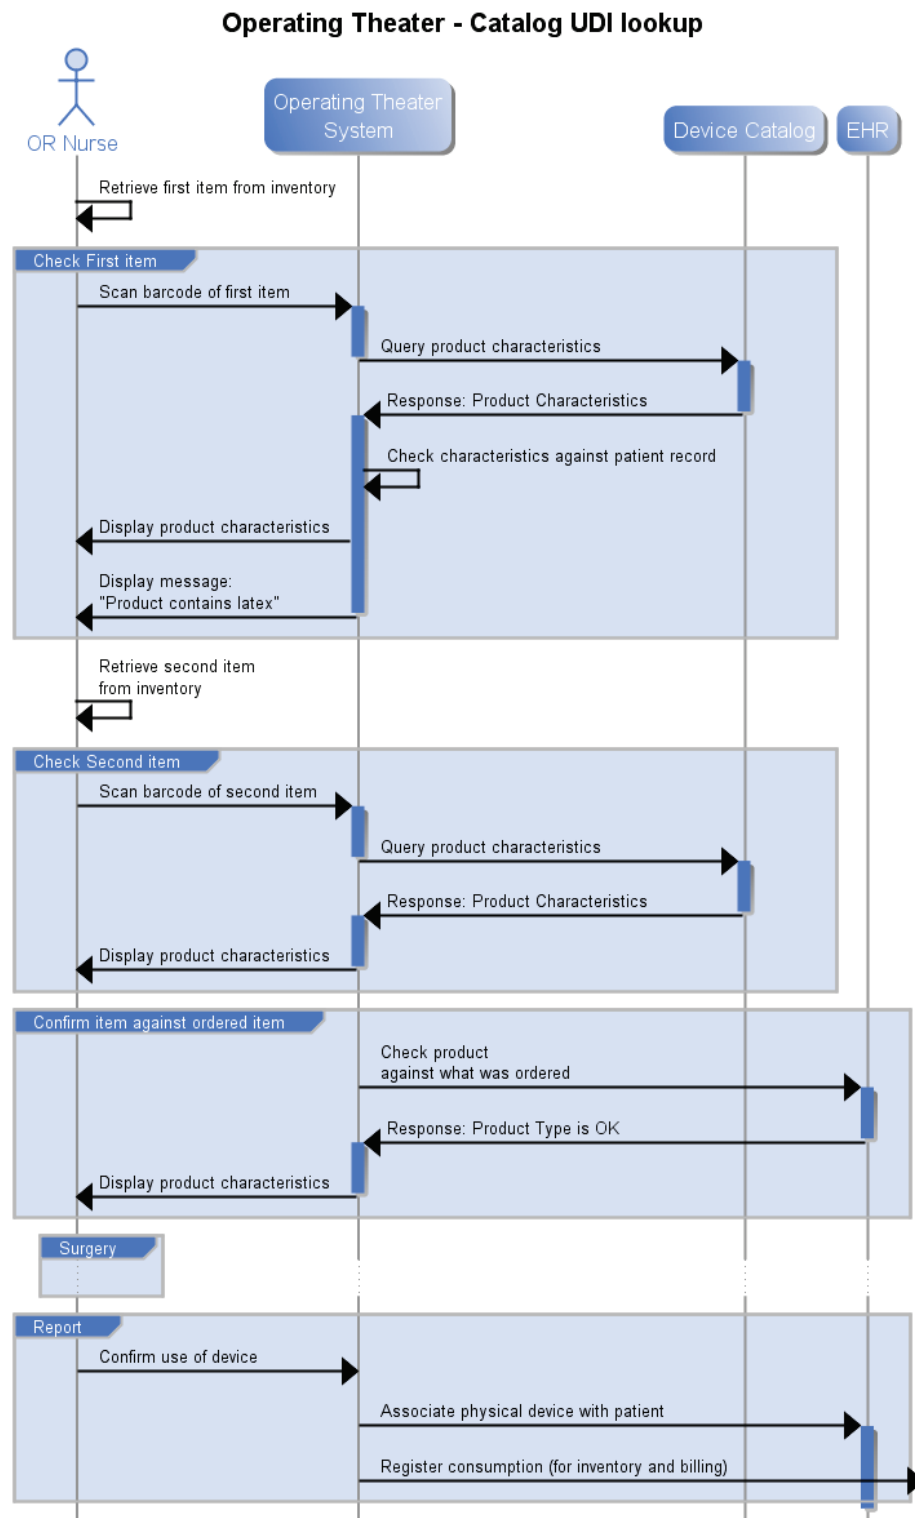 Operating Theater - Catalog UDI lookup
OR Nurse
Operating Theater
System
Device Catalog
EHR
Retrieve first item from inventory
Check First item
Scan barcode of first item
Query product characteristics
Response: Product Characteristics
Check characteristics against patient record
Display product characteristics
Display message:
"Product contains latex"
Retrieve second item
from inventory
Check Second item
Scan barcode of second item
Query product characteristics
Response: Product Characteristics
Display product characteristics
Confirm item against ordered item
Check product
against what was ordered
Response: Product Type is OK
Display product characteristics
Surgery
Report
Confirm use of device
Associate physical device with patient
Register consumption (for inventory and billing)